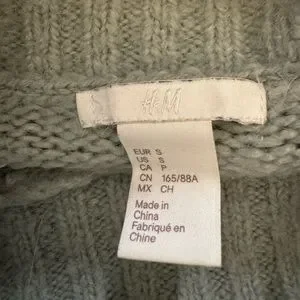 H&M
EUR S
US S
CA P
CN 165/88A
MX CH
Made in
China
Fabriqué en
Chine